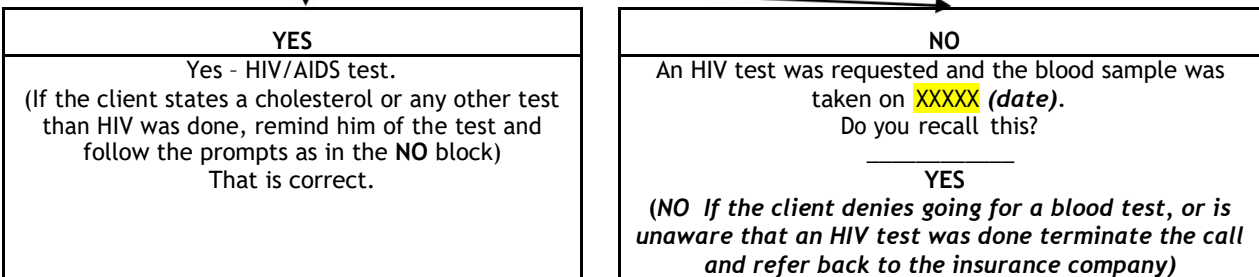 YES
Yes – HIV/AIDS test.
(If the client states a cholesterol or any other test
than HIV was done, remind him of the test and
follow the prompts as in the NO block)
That is correct.
NO
An HIV test was requested and the blood sample was
taken on XXXXX (date).
Do you recall this?
____________
YES
(NO If the client denies going for a blood test, or is
unaware that an HIV test was done terminate the call
and refer back to the insurance company)